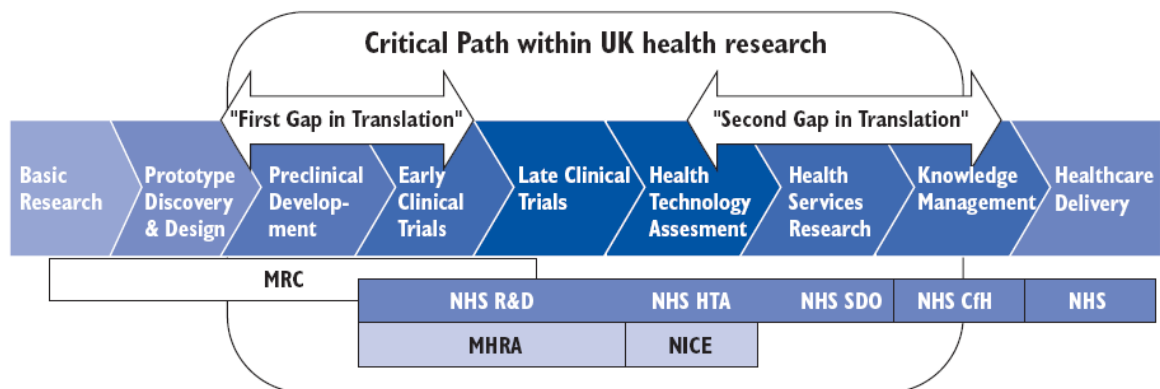 Critical Path within UK health research
"First Gap in Translation"
"Second Gap in Translation"
Basic
Research
Prototype
Discovery
& Design
Preclinical
Develop-
ment
Early
Clinical
Trials
Late Clinical
Trials
Health
Technology
Assesment
Health
Services
Research
Knowledge
Management
Healthcare
Delivery
MRC
NHS R&D
NHS HTA
NHS SDO
NHS CfH
NHS
MHRA
NICE